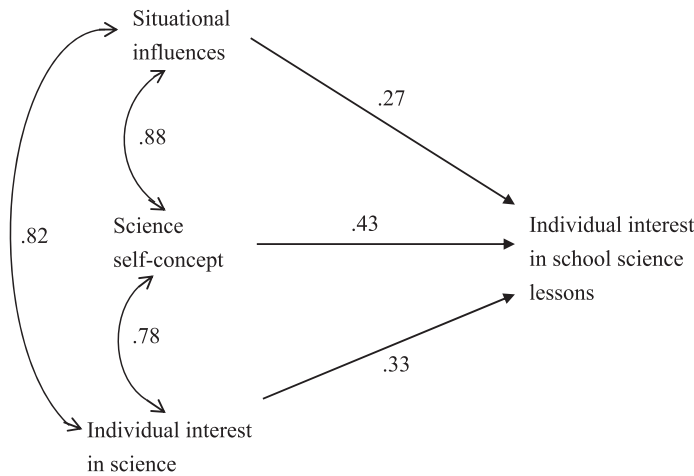 Situational
influences
.27
.88
Science
self-concept
.43
Individual interest
in school science
lessons
.82
.78
.33
Individual interest
in science